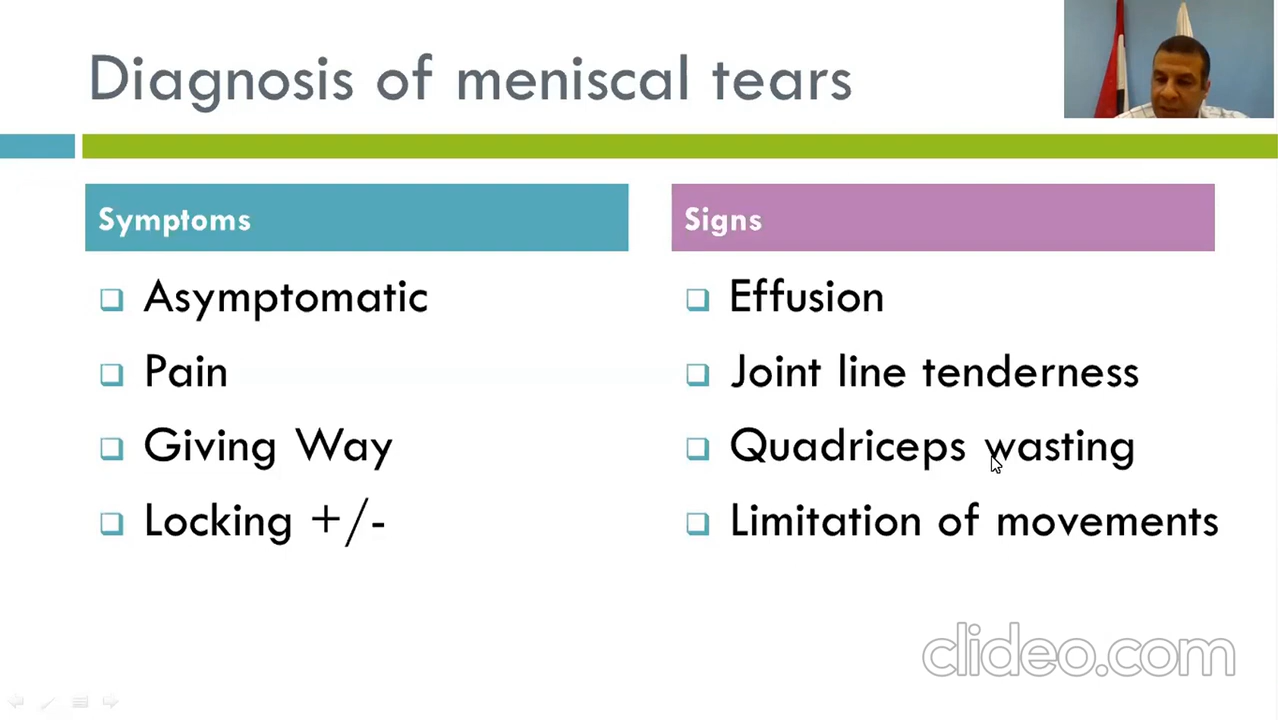 Diagnosis of meniscal tears
Symptoms
Asymptomatic
Pain
Giving Way
Locking +/-
Signs
Effusion
Joint line tenderness
Quadriceps wasting
Limitation of movements
clideo.com